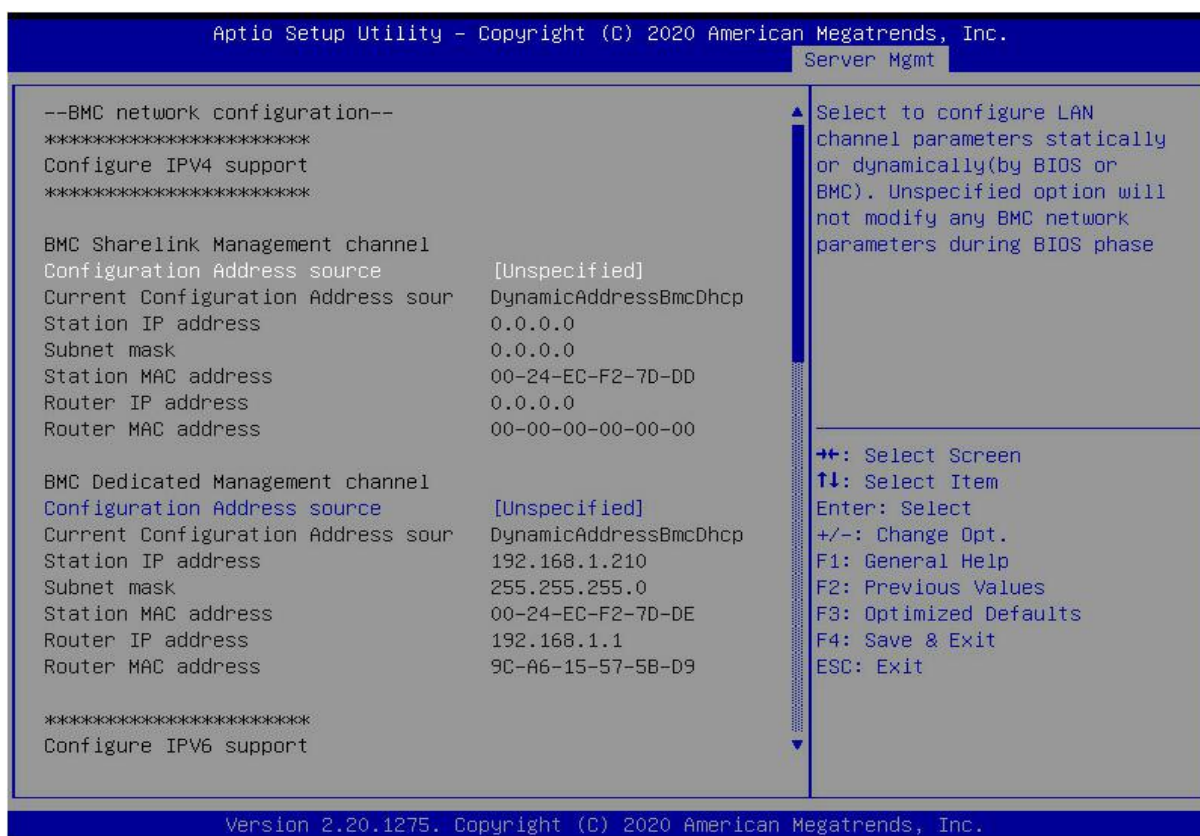 Aptio Setup Utility – Copyright (C) 2020 American Megatrends, Inc.
Server Mgmt
--BMC network configuration--
**********************
Configure IPV4 support
**********************
BMC Sharelink Management channel
Configuration Address source [Unspecified]
Current Configuration Address sour DynamicAddressBmcDhcp
Station IP address 0.0.0.0
Subnet mask 0.0.0.0
Station MAC address 00-24-EC-F2-7D-DD
Router IP address 0.0.0.0
Router MAC address 00-00-00-00-00-00
BMC Dedicated Management channel
Configuration Address source [Unspecified]
Current Configuration Address sour DynamicAddressBmcDhcp
Station IP address 192.168.1.210
Subnet mask 255.255.255.0
Station MAC address 00-24-EC-F2-7D-DE
Router IP address 192.168.1.1
Router MAC address 9C-A6-15-57-5B-D9
**********************
Configure IPV6 support
Select to configure LAN
channel parameters statically
or dynamically(by BIOS or
BMC). Unspecified option will
not modify any BMC network
parameters during BIOS phase
→←: Select Screen
↑↓: Select Item
Enter: Select
+/-: Change Opt.
F1: General Help
F2: Previous Values
F3: Optimized Defaults
F4: Save & Exit
ESC: Exit
Version 2.20.1275. Copyright (C) 2020 American Megatrends, Inc.